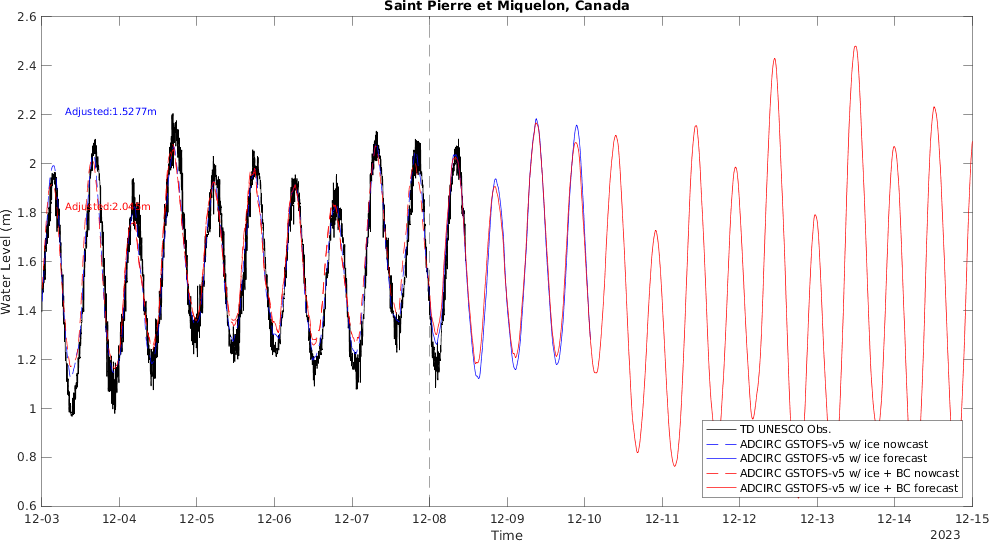 Saint Pierre et Miquelon, Canada
2.6
2.4
2.2
2
1.8
1.6
1.4
1.2
1
0.8
0.6
Water Level (m)
Adjusted:1.5277m
TD UNESCO Obs.
ADCIRC GSTOFS-v5 w/ ice nowcast
ADCIRC GSTOFS-v5 w/ ice forecast
ADCIRC GSTOFS-v5 w/ ice + BC nowcast
ADCIRC GSTOFS-v5 w/ ice + BC forecast
12-03 12-04 12-05 12-06 12-07 12-08 12-09 12-10 12-11 12-12 12-13 12-14 12-15
Time
2023